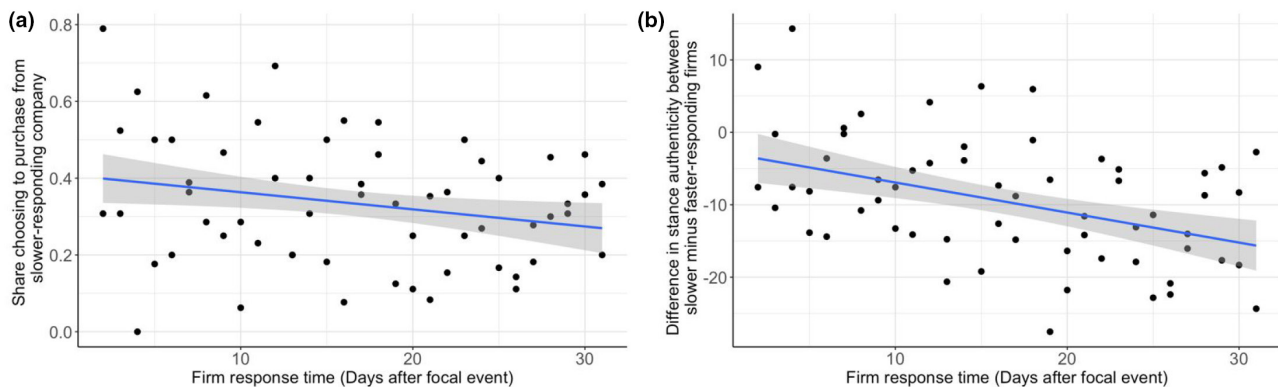 (a)
Share choosing to purchase from
slower-responding company
0.8
0.6
0.4
0.2
0.0
10
20
30
Firm response time (Days after focal event)
(b)
Difference in stance authenticity between
slower minus faster-responding firms
10
0
-10
-20
10
20
30
Firm response time (Days after focal event)